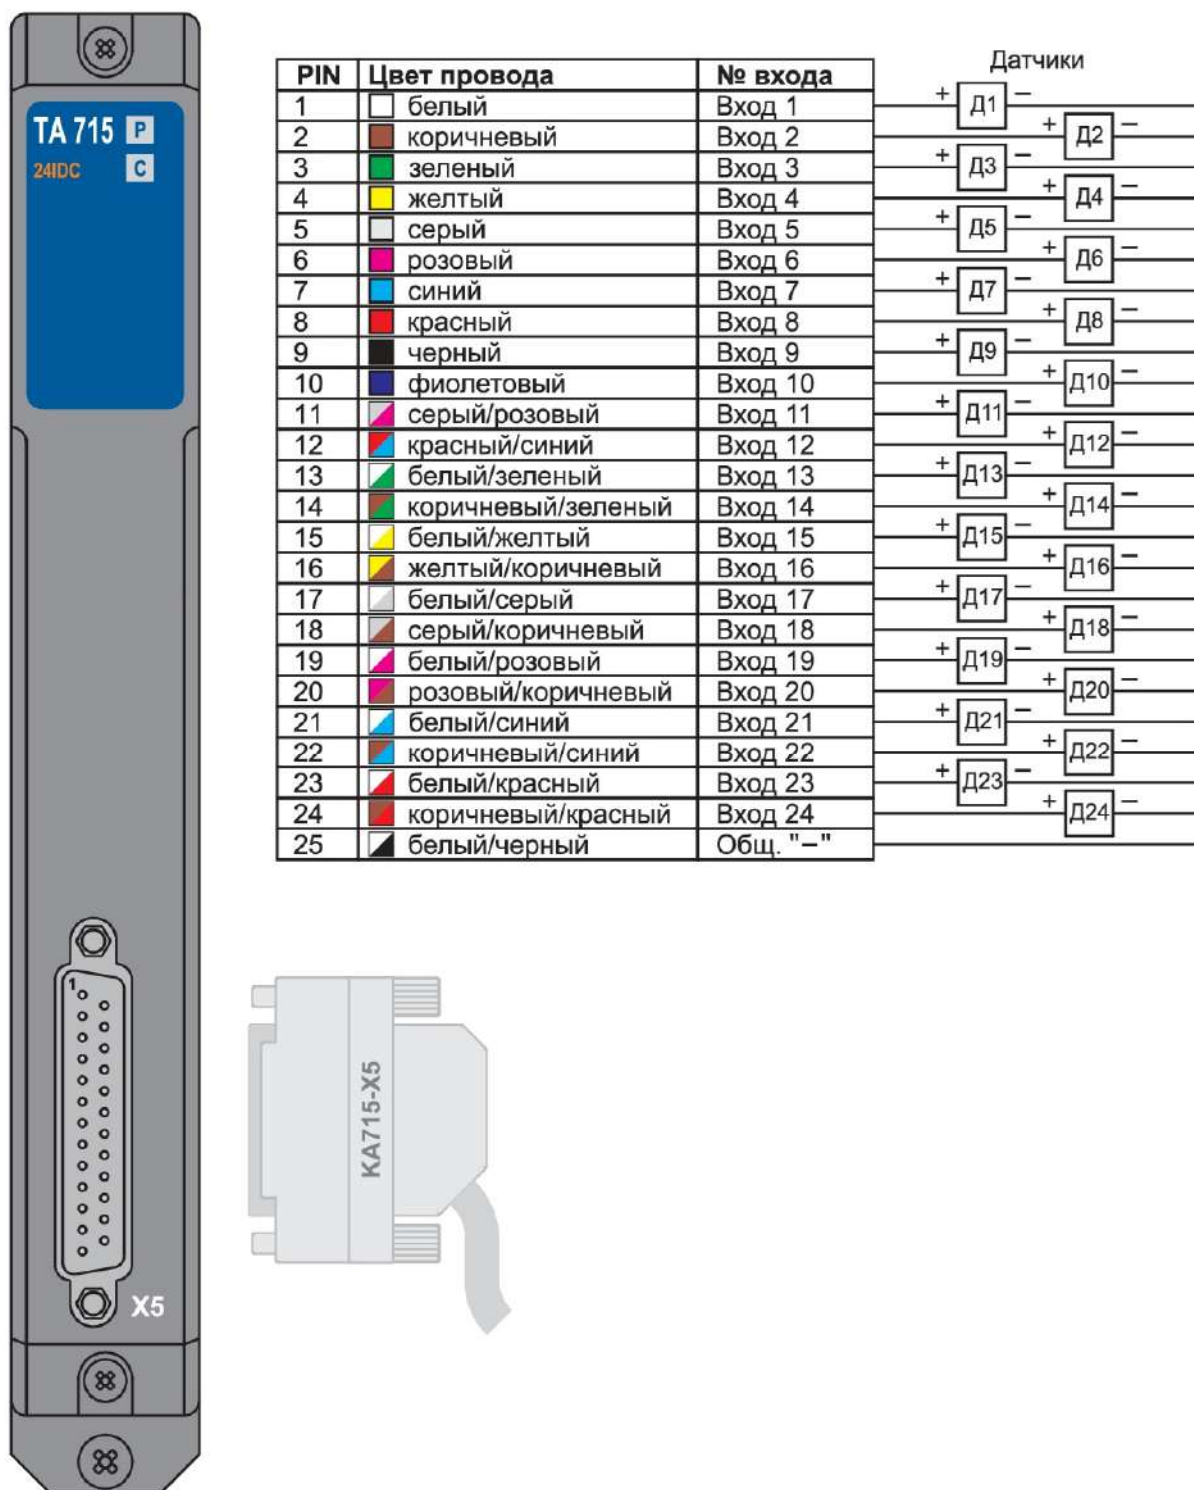 TA 715 P
24IDC C
Датчики
PIN Цвет провода № входа
1 белый Вход 1 + Д1 −
2 коричневый Вход 2 + Д2 −
3 зеленый Вход 3 + Д3 −
4 желтый Вход 4 + Д4 −
5 серый Вход 5 + Д5 −
6 розовый Вход 6 + Д6 −
7 синий Вход 7 + Д7 −
8 красный Вход 8 + Д8 −
9 черный Вход 9 + Д9 −
10 фиолетовый Вход 10 + Д10 −
11 серый/розовый Вход 11 + Д11 −
12 красный/синий Вход 12 + Д12 −
13 белый/зеленый Вход 13 + Д13 −
14 коричневый/зеленый Вход 14 + Д14 −
15 белый/желтый Вход 15 + Д15 −
16 желтый/коричневый Вход 16 + Д16 −
17 белый/серый Вход 17 + Д17 −
18 серый/коричневый Вход 18 + Д18 −
19 белый/розовый Вход 19 + Д19 −
20 розовый/коричневый Вход 20 + Д20 −
21 белый/синий Вход 21 + Д21 −
22 коричневый/синий Вход 22 + Д22 −
23 белый/красный Вход 23 + Д23 −
24 коричневый/красный Вход 24 + Д24 −
25 белый/черный Общ. "−"
1
X5
KA715-X5